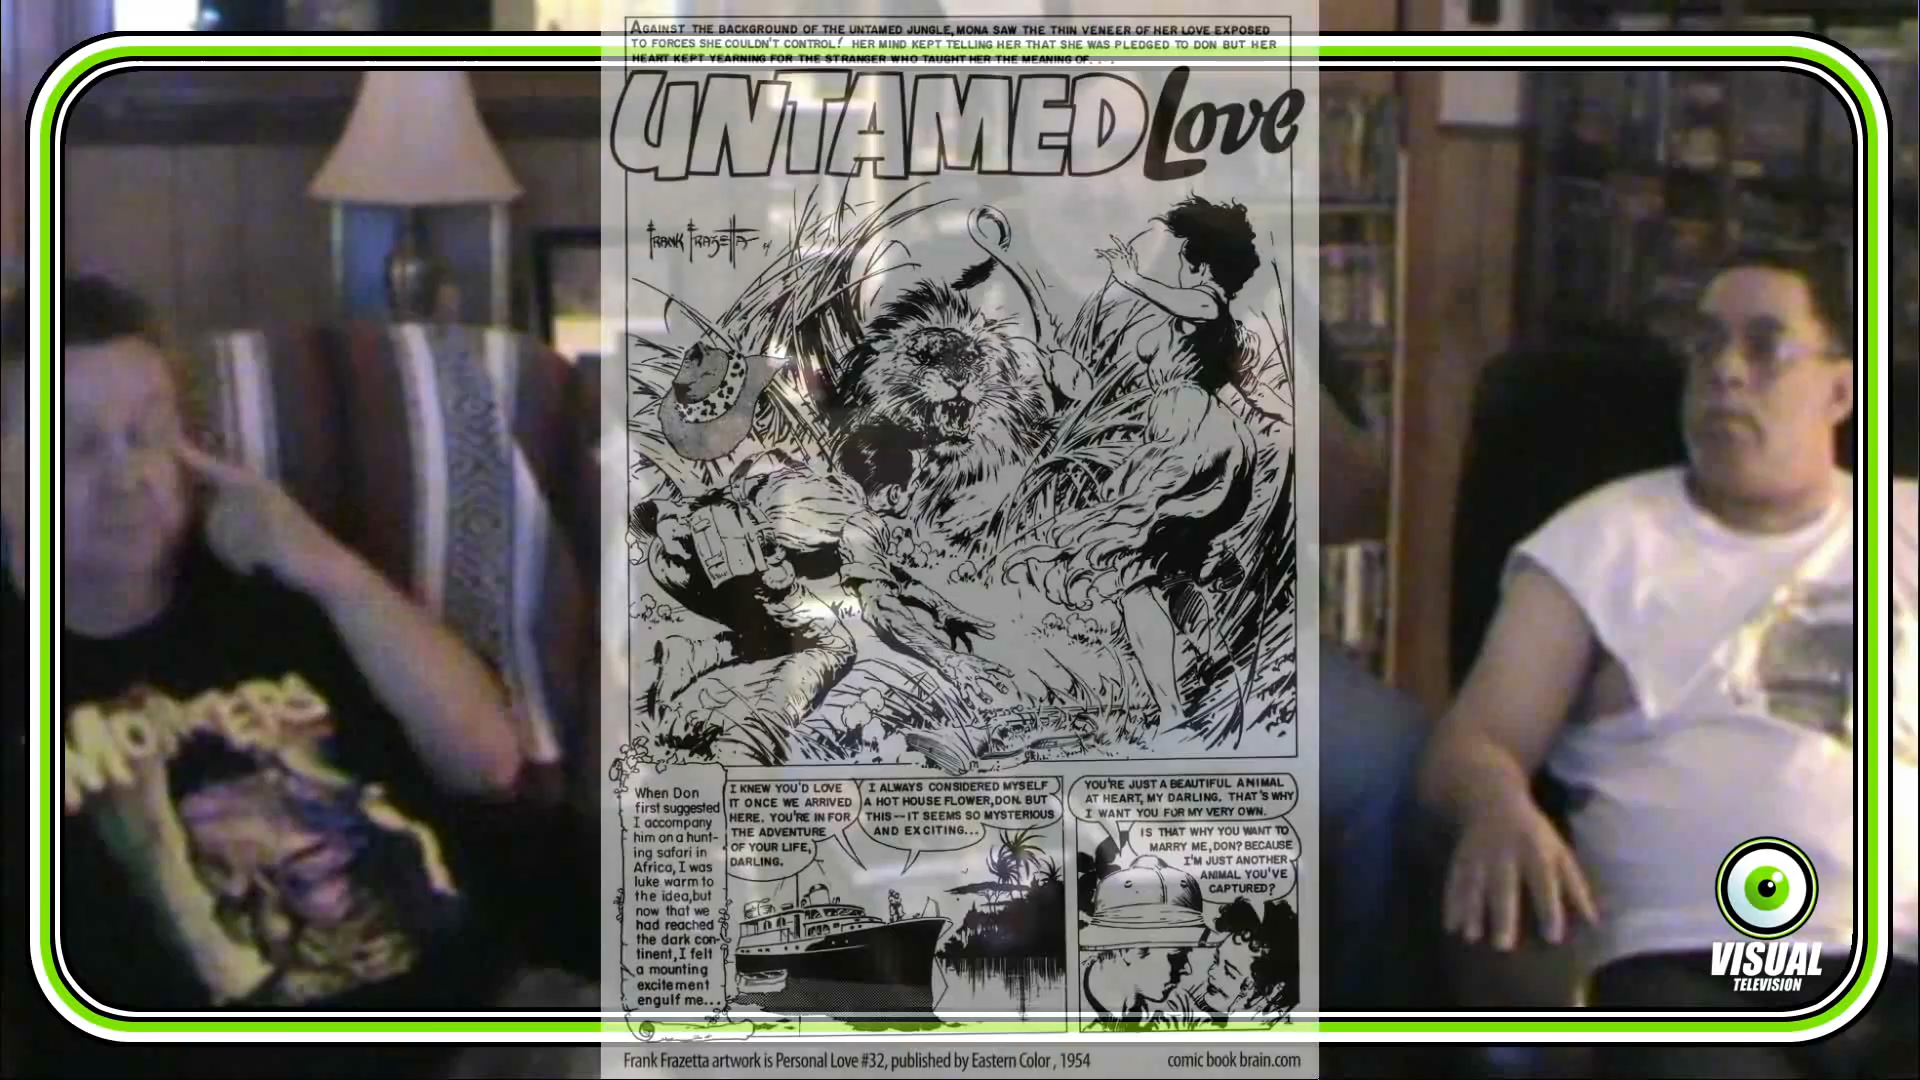 AGAINST THE BACKGROUND OF THE UNTAMED JUNGLE, MONA SAW THE THIN VENEER OF HER LOVE EXPOSED
TO FORCES SHE COULDN'T CONTROL! HER MIND KEPT TELLING HER THAT SHE WAS PLEDGED TO DON BUT HER
HEART KEPT YEARNING FOR THE STRANGER WHO TAUGHT HER THE MEANING OF. . .
UNTAMED Love
FRANK FRAZETTA
When Don
first suggested
I accompany
him on a hunt-
ing safari in
Africa, I was
luke warm to
the idea, but
now that we
had reached
the dark con-
tinent, I felt
a mounting
excitement
engulf me...
I KNEW YOU'D LOVE
IT ONCE WE ARRIVED
HERE. YOU'RE IN FOR
THE ADVENTURE
OF YOUR LIFE,
DARLING.
I ALWAYS CONSIDERED MYSELF
A HOT HOUSE FLOWER, DON. BUT
THIS--IT SEEMS SO MYSTERIOUS
AND EXCITING...
YOU'RE JUST A BEAUTIFUL ANIMAL
AT HEART, MY DARLING. THAT'S WHY
I WANT YOU FOR MY VERY OWN.
IS THAT WHY YOU WANT TO
MARRY ME, DON? BECAUSE
I'M JUST ANOTHER
ANIMAL YOU'VE
CAPTURED?
1
Frank Frazetta artwork is Personal Love #32, published by Eastern Color, 1954
comic book brain.com
VISUAL
TELEVISION